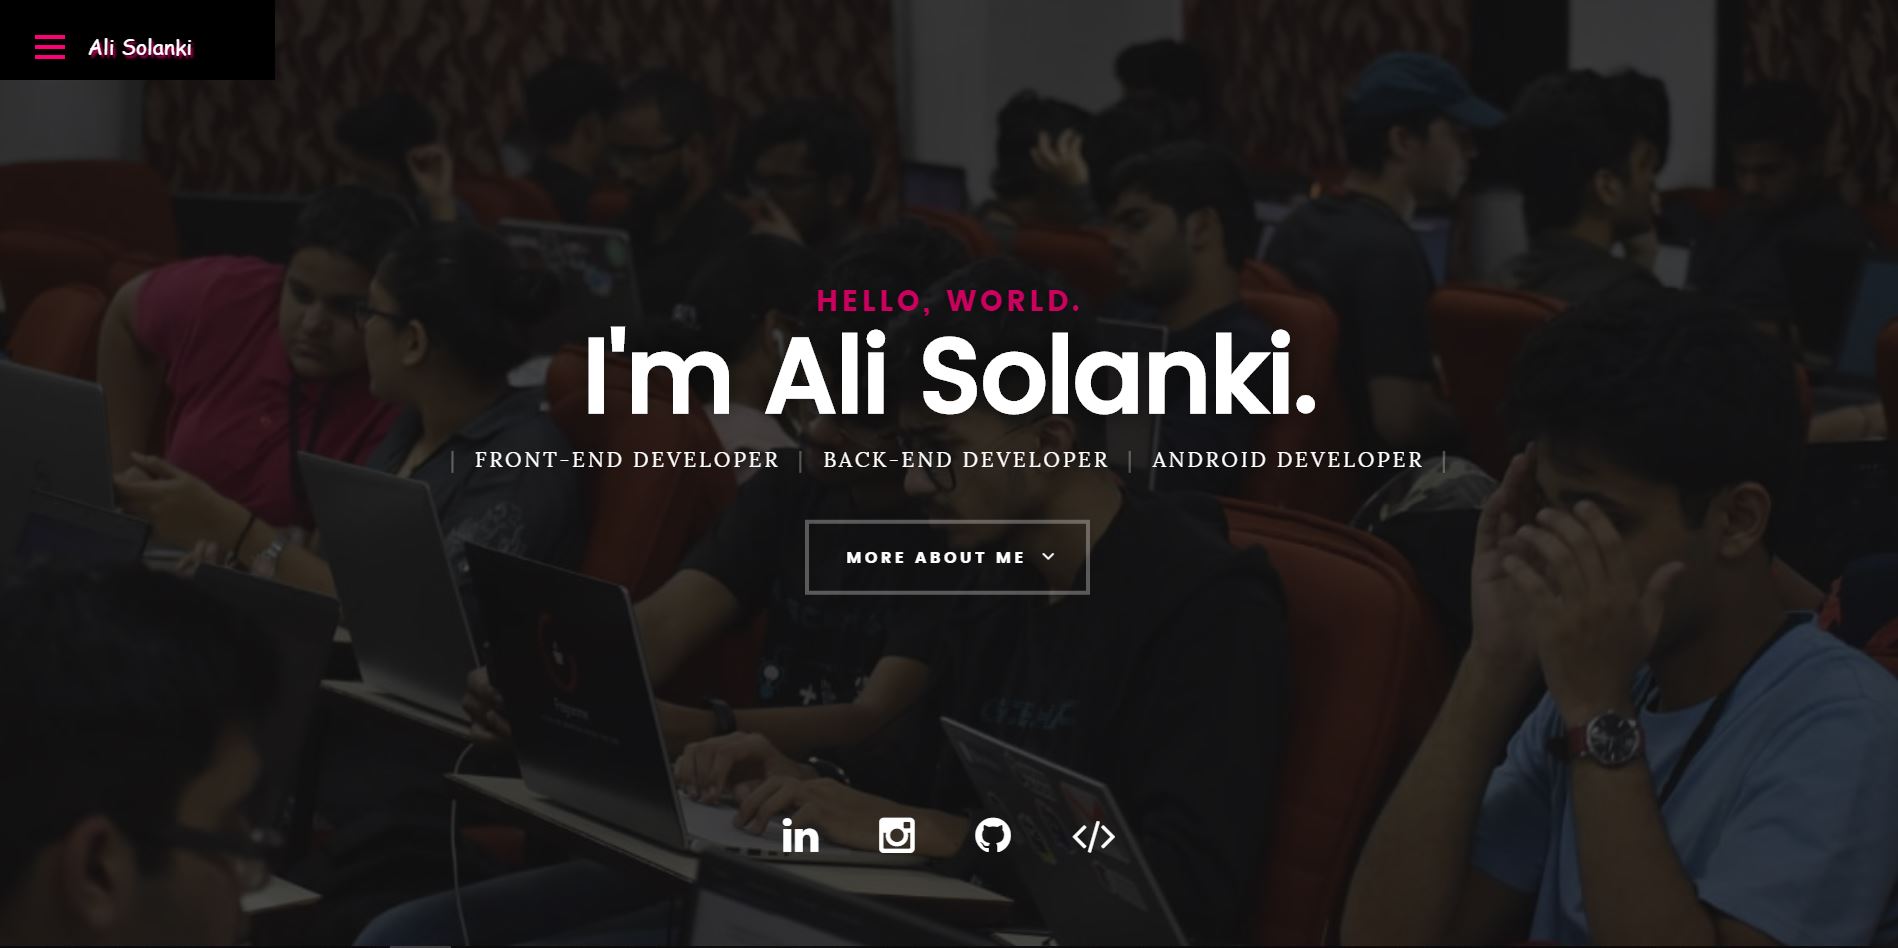 Ali Solanki
HELLO, WORLD.
I'm Ali Solanki.
| FRONT-END DEVELOPER | BACK-END DEVELOPER | ANDROID DEVELOPER |
MORE ABOUT ME
in </>